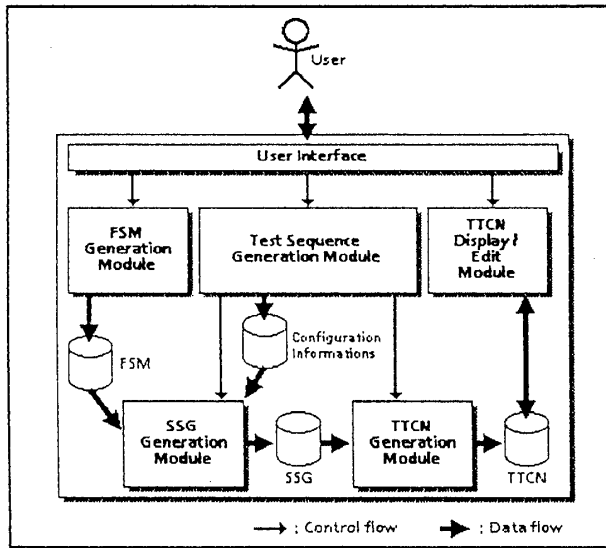 User
User Interface
FSM
Generation
Module
Test Sequence
Generation Module
TTCN
Display /
Edit
Module
Configuration
Informations
FSM
SSG
Generation
Module
SSG
TTCN
Generation
Module
TTCN
: Control flow
: Data flow